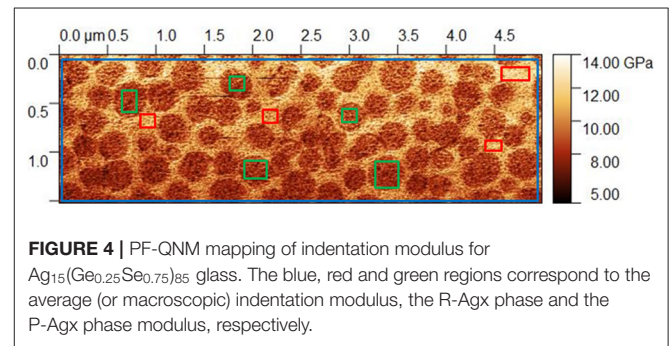 0.0 µm 0.5 1.0 1.5 2.0 2.5 3.0 3.5 4.0 4.5
0.0
0.5
1.0
14.00 GPa
12.00
10.00
8.00
5.00
FIGURE 4 | PF-QNM mapping of indentation modulus for
Ag₁₅(Ge₀.₂₅Se₀.₇₅)₈₅ glass. The blue, red and green regions correspond to the
average (or macroscopic) indentation modulus, the R-Agx phase and the
P-Agx phase modulus, respectively.